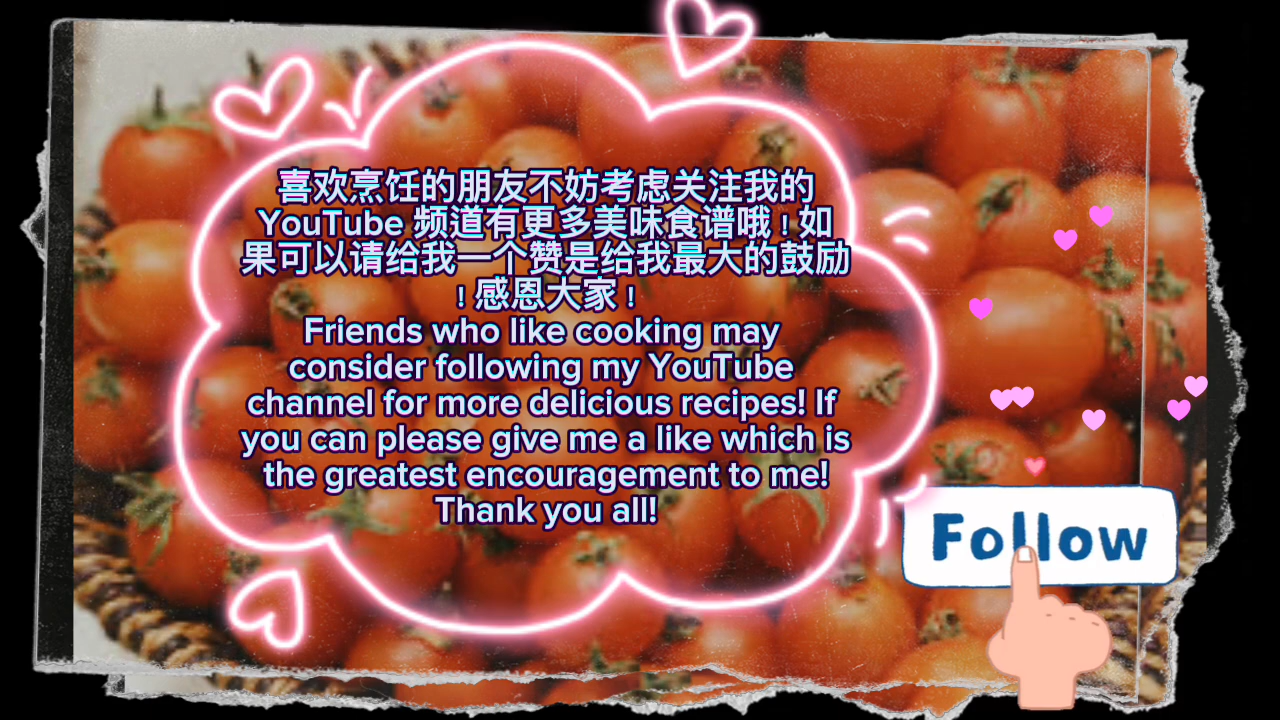 喜欢烹饪的朋友不妨考虑关注我的
YouTube 频道有更多美味食谱哦！如
果可以请给我一个赞是给我最大的鼓励
！感恩大家！
Friends who like cooking may
consider following my YouTube
channel for more delicious recipes! If
you can please give me a like which is
the greatest encouragement to me!
Thank you all!
Follow